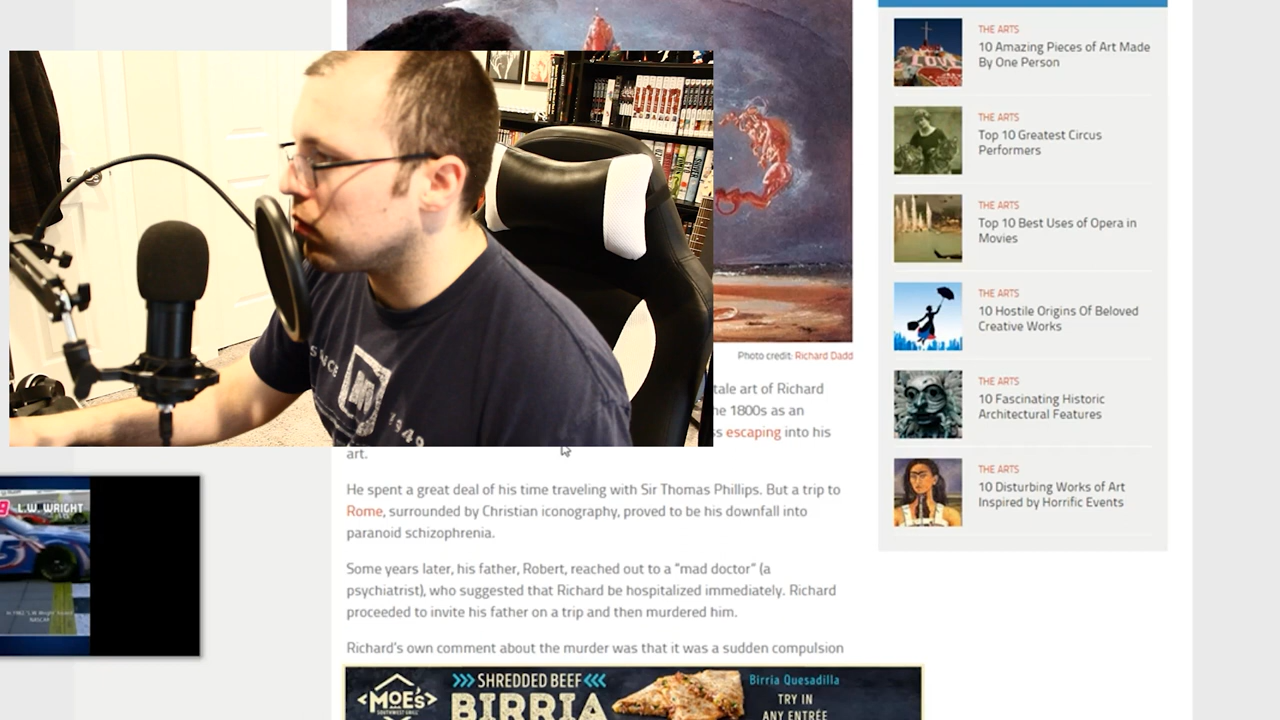 THE ARTS
10 Amazing Pieces of Art Made
By One Person
THE ARTS
Top 10 Greatest Circus
Performers
THE ARTS
Top 10 Best Uses of Opera in
Movies
THE ARTS
10 Hostile Origins Of Beloved
Creative Works
THE ARTS
10 Fascinating Historic
Architectural Features
THE ARTS
10 Disturbing Works of Art
Inspired by Horrific Events
SINCE
1949
Photo credit: Richard Dadd
tale art of Richard
1800s as an
escaping into his
art.
He spent a great deal of his time traveling with Sir Thomas Phillips. But a trip to
Rome, surrounded by Christian iconography, proved to be his downfall into
paranoid schizophrenia.
Some years later, his father, Robert, reached out to a "mad doctor" (a
psychiatrist), who suggested that Richard be hospitalized immediately. Richard
proceeded to invite his father on a trip and then murdered him.
Richard's own comment about the murder was that it was a sudden compulsion
L.W. WRIGHT
NASCAR
MOE'S
SOUTHWEST GRILL
SHREDDED BEEF
BIRRIA
Birria Quesadilla
TRY IN
ANY ENTRÉE